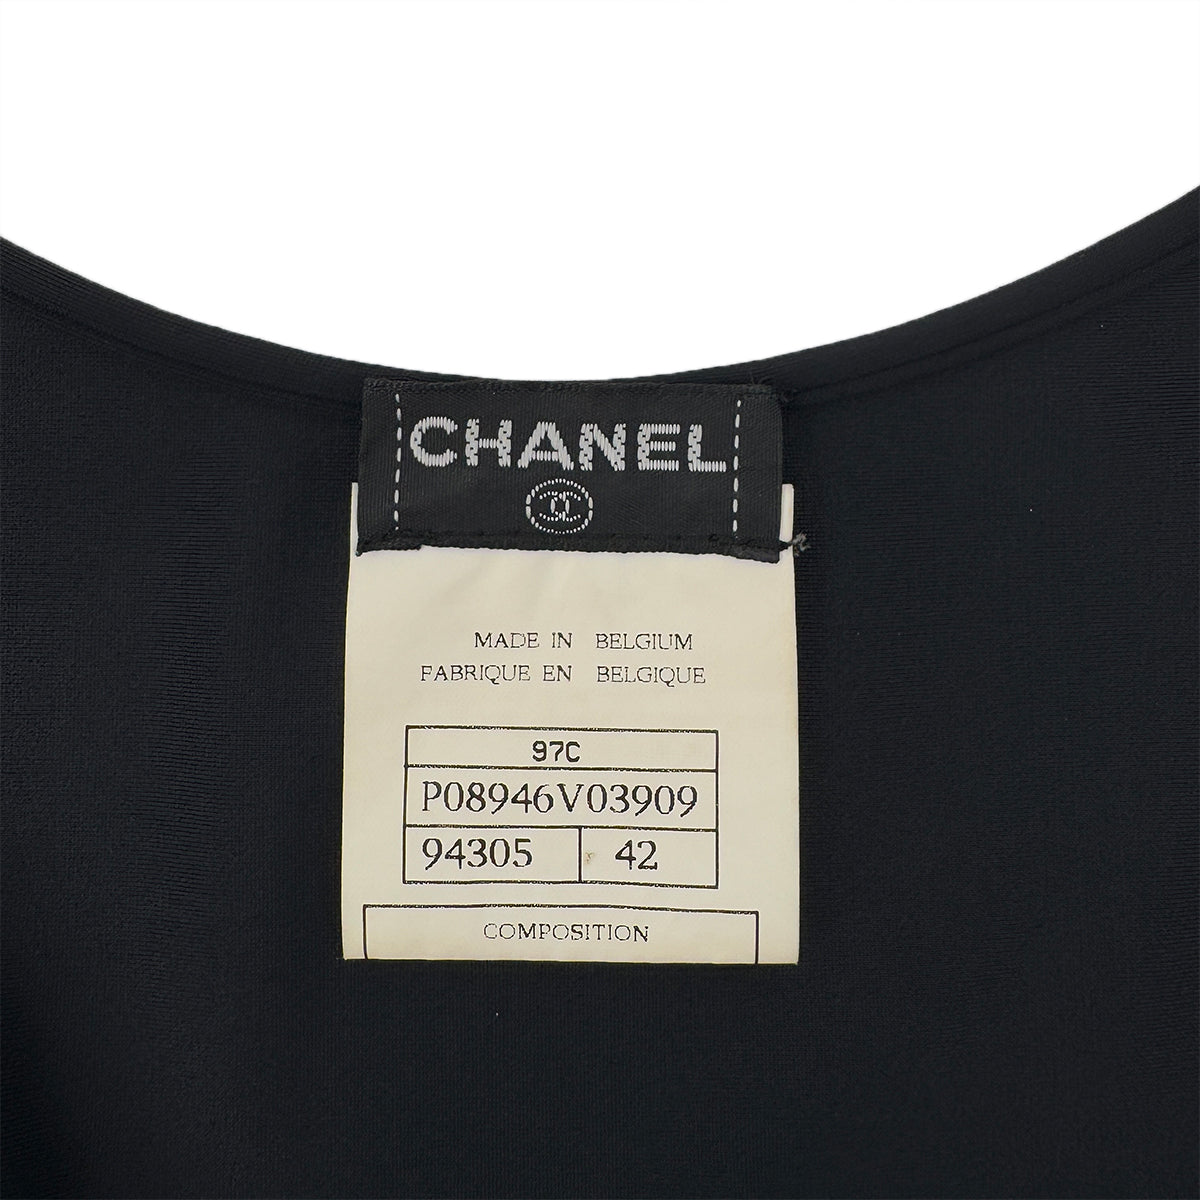 CHANEL
MADE IN BELGIUM
FABRIQUE EN BELGIQUE
97C
P08946V03909
94305 42
COMPOSITION